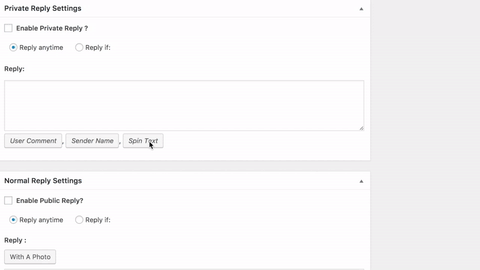 Private Reply Settings
Enable Private Reply ?
Reply anytime Reply if:
Reply:
User Comment , Sender Name , Spin Text
Normal Reply Settings
Enable Public Reply?
Reply anytime Reply if:
Reply :
With A Photo